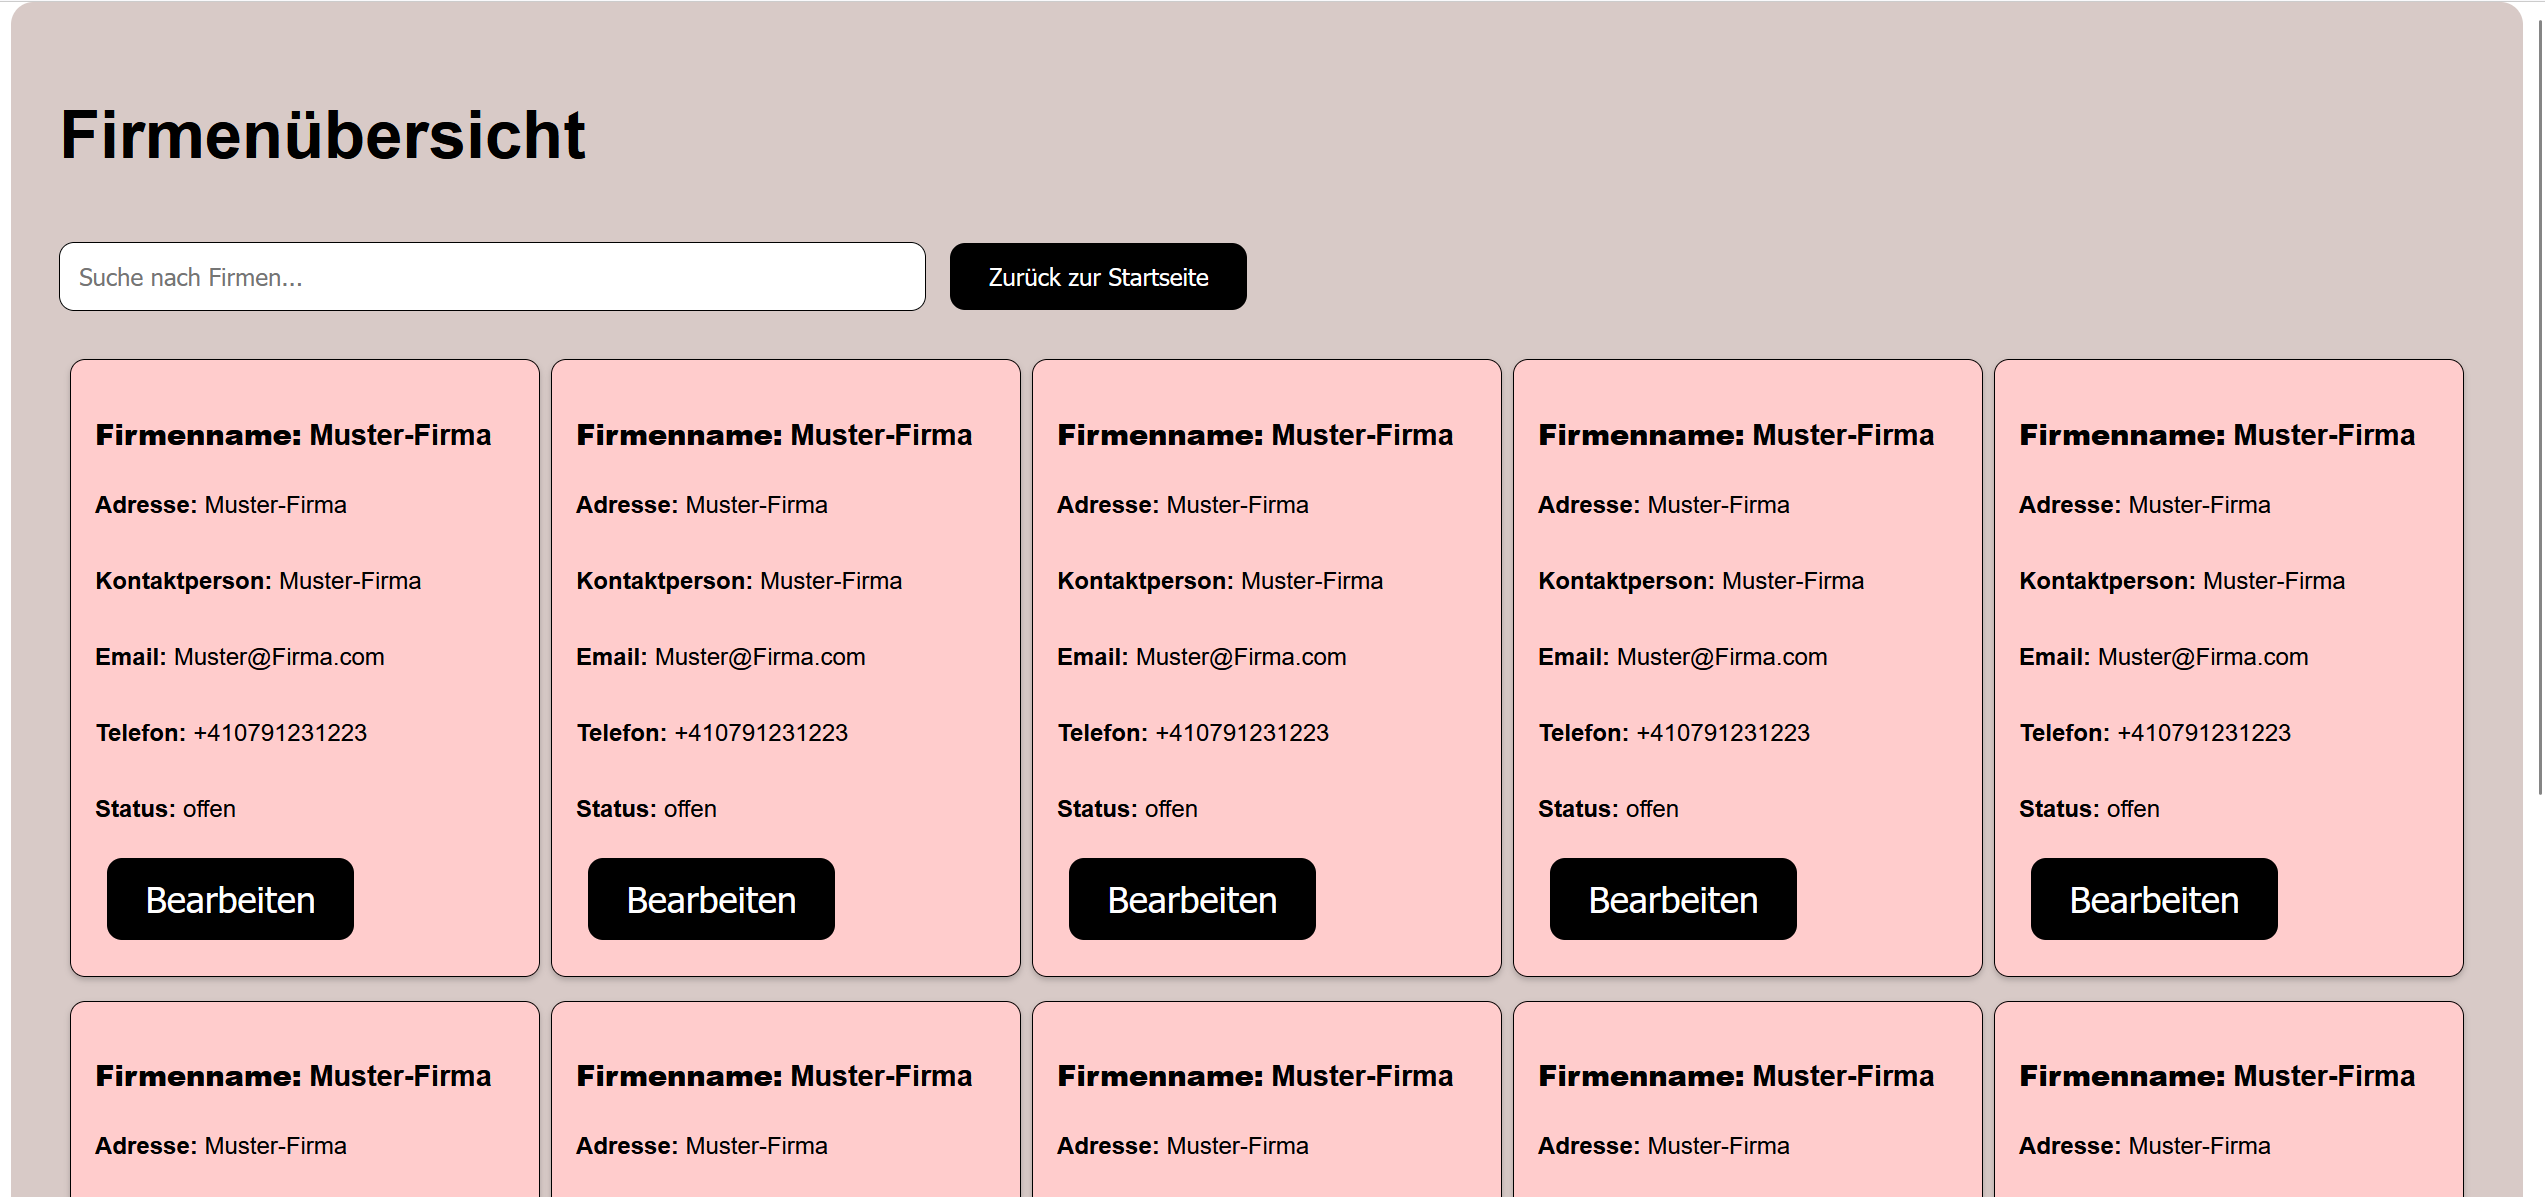 Firmenübersicht
Suche nach Firmen...
Zurück zur Startseite
Firmenname: Muster-Firma
Adresse: Muster-Firma
Kontaktperson: Muster-Firma
Email: Muster@Firma.com
Telefon: +410791231223
Status: offen
Bearbeiten
Firmenname: Muster-Firma
Adresse: Muster-Firma
Kontaktperson: Muster-Firma
Email: Muster@Firma.com
Telefon: +410791231223
Status: offen
Bearbeiten
Firmenname: Muster-Firma
Adresse: Muster-Firma
Kontaktperson: Muster-Firma
Email: Muster@Firma.com
Telefon: +410791231223
Status: offen
Bearbeiten
Firmenname: Muster-Firma
Adresse: Muster-Firma
Kontaktperson: Muster-Firma
Email: Muster@Firma.com
Telefon: +410791231223
Status: offen
Bearbeiten
Firmenname: Muster-Firma
Adresse: Muster-Firma
Kontaktperson: Muster-Firma
Email: Muster@Firma.com
Telefon: +410791231223
Status: offen
Bearbeiten
Firmenname: Muster-Firma
Adresse: Muster-Firma
Firmenname: Muster-Firma
Adresse: Muster-Firma
Firmenname: Muster-Firma
Adresse: Muster-Firma
Firmenname: Muster-Firma
Adresse: Muster-Firma
Firmenname: Muster-Firma
Adresse: Muster-Firma